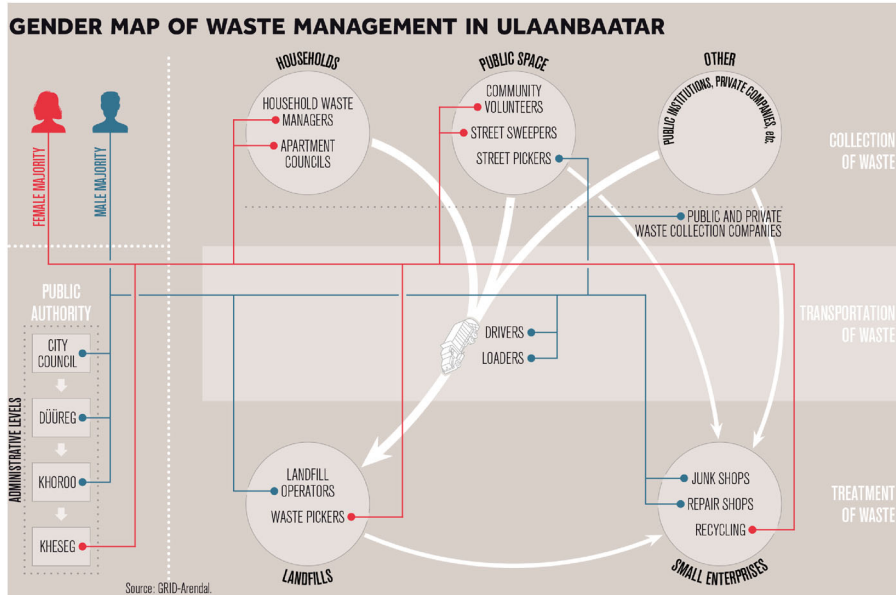 GENDER MAP OF WASTE MANAGEMENT IN ULAANBAATAR
FEMALE MAJORITY
MALE MAJORITY
HOUSEHOLDS
HOUSEHOLD WASTE
MANAGERS
APARTMENT
COUNCILS
PUBLIC SPACE
COMMUNITY
VOLUNTEERS
STREET SWEEPERS
STREET PICKERS
OTHER
PUBLIC INSTITUTIONS, PRIVATE COMPANIES, etc.
COLLECTION
OF WASTE
PUBLIC AND PRIVATE
WASTE COLLECTION COMPANIES
PUBLIC
AUTHORITY
ADMINISTRATIVE LEVELS
CITY
COUNCIL
DÜÜREG
KHOROO
KHESEG
DRIVERS
LOADERS
TRANSPORTATION
OF WASTE
LANDFILL
OPERATORS
WASTE PICKERS
LANDFILLS
JUNK SHOPS
REPAIR SHOPS
RECYCLING
SMALL ENTERPRISES
TREATMENT
OF WASTE
Source: GRID-Arendal.